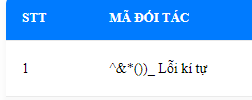 STT MÃ ĐỐI TÁC
1 ^&*())_ Lỗi kí tự